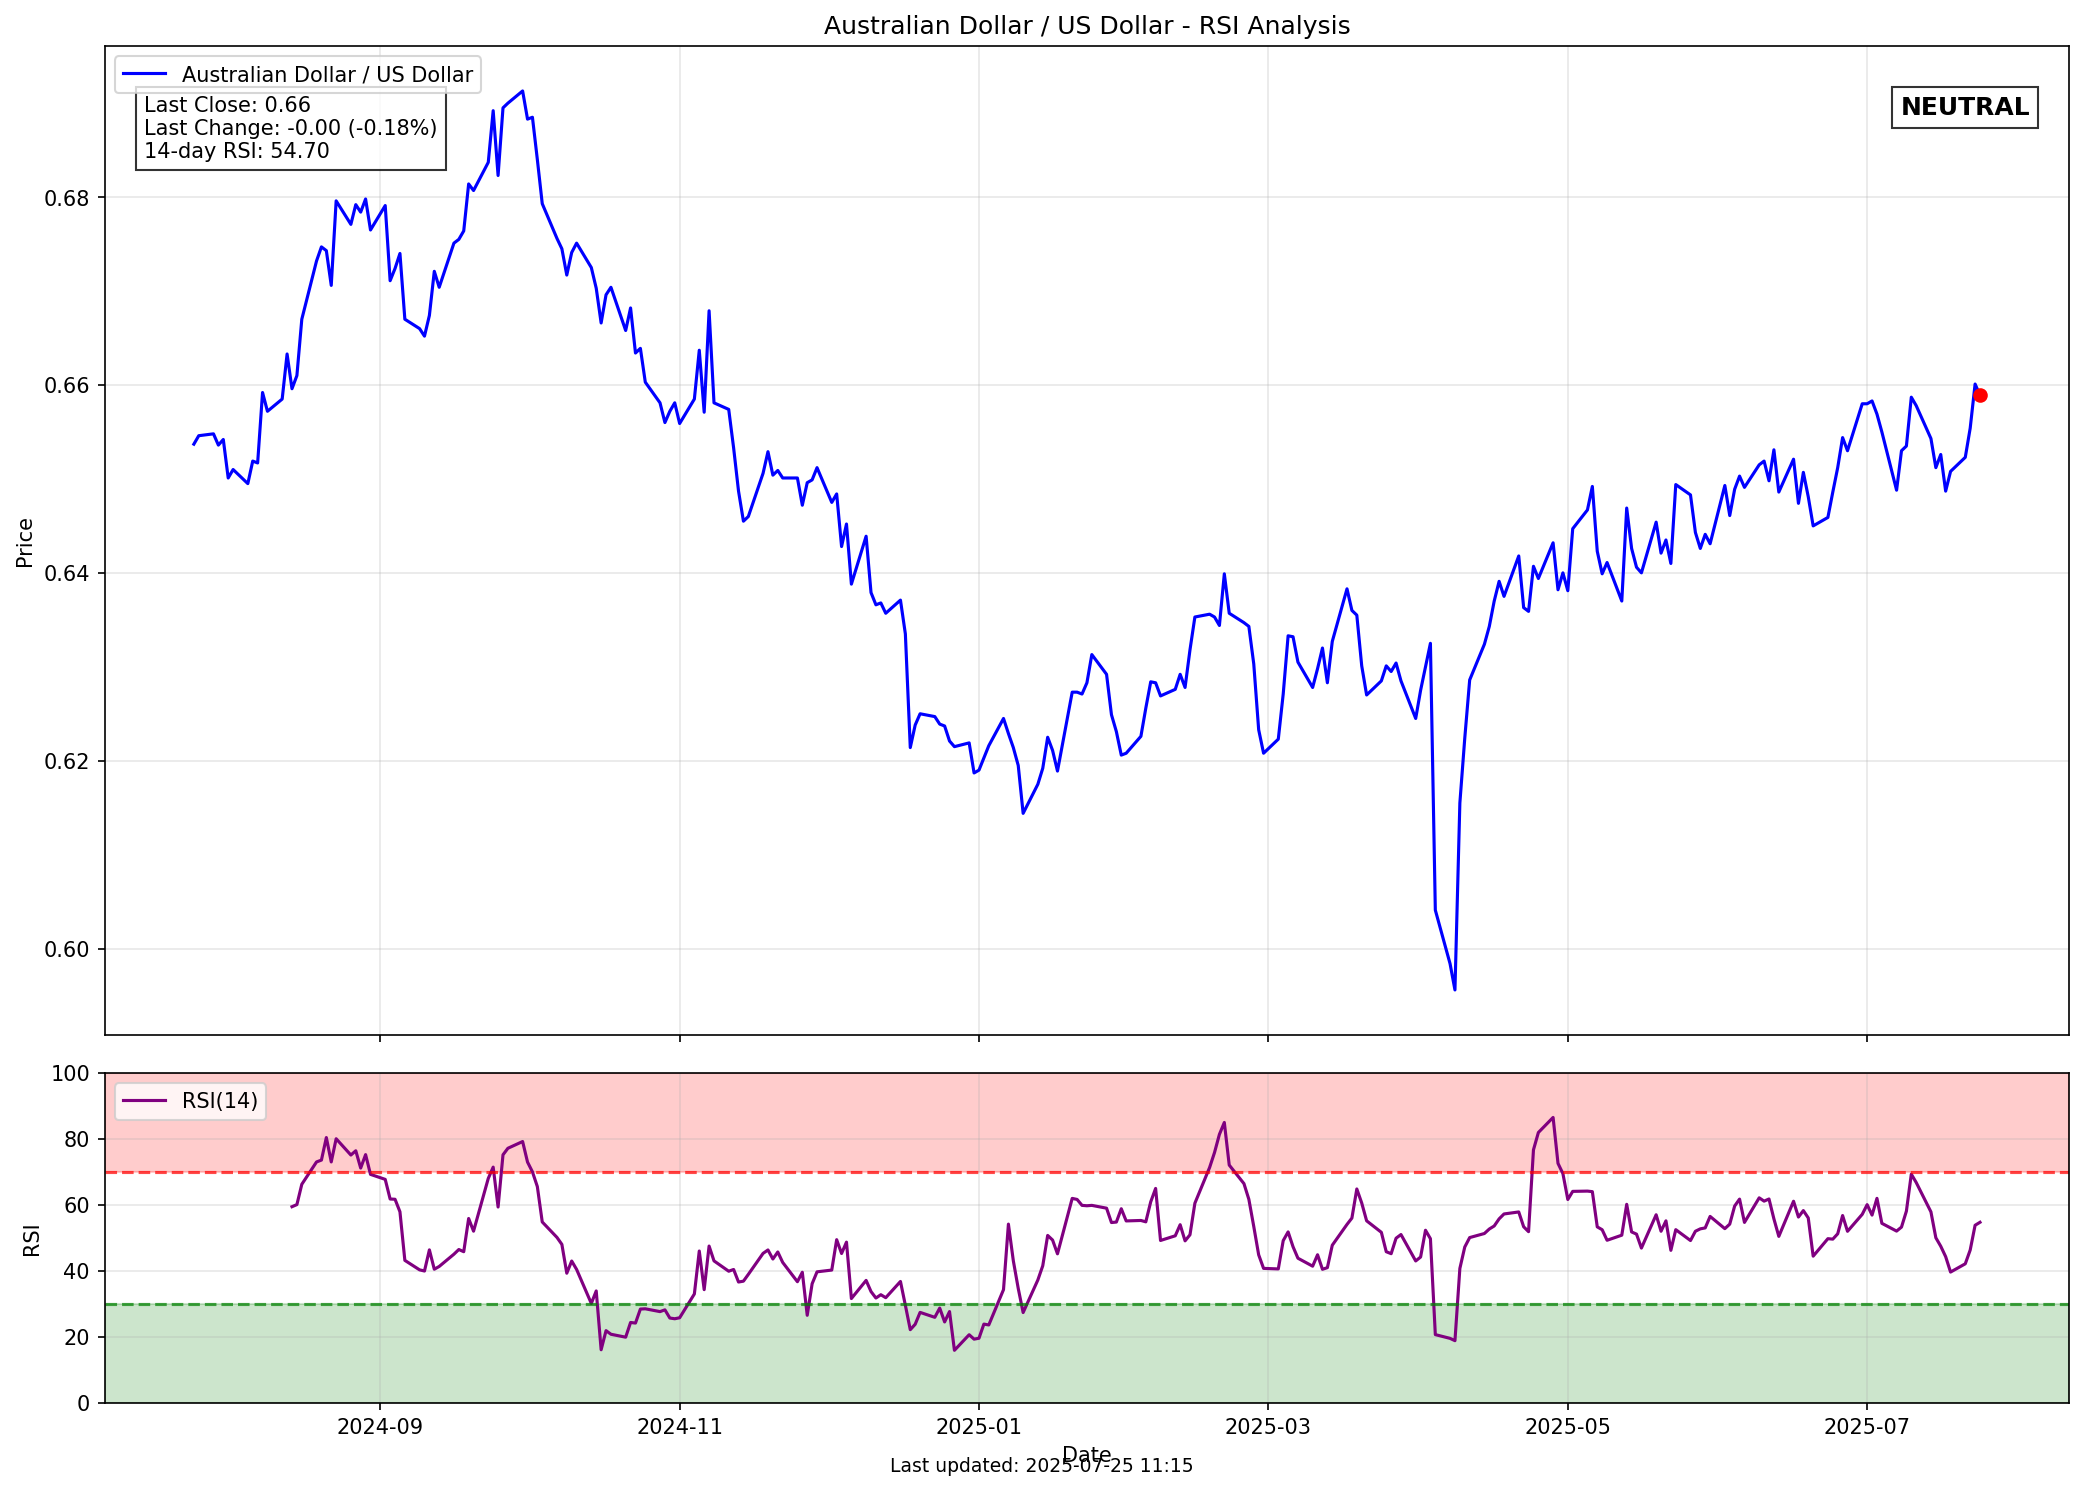 Australian Dollar / US Dollar - RSI Analysis
Australian Dollar / US Dollar
Last Close: 0.66
Last Change: -0.00 (-0.18%)
14-day RSI: 54.70
NEUTRAL
Price
0.68
0.66
0.64
0.62
0.60
RSI(14)
RSI
100
80
60
40
20
0
2024-09
2024-11
2025-01
2025-03
2025-05
2025-07
Date
Last updated: 2025-07-25 11:15